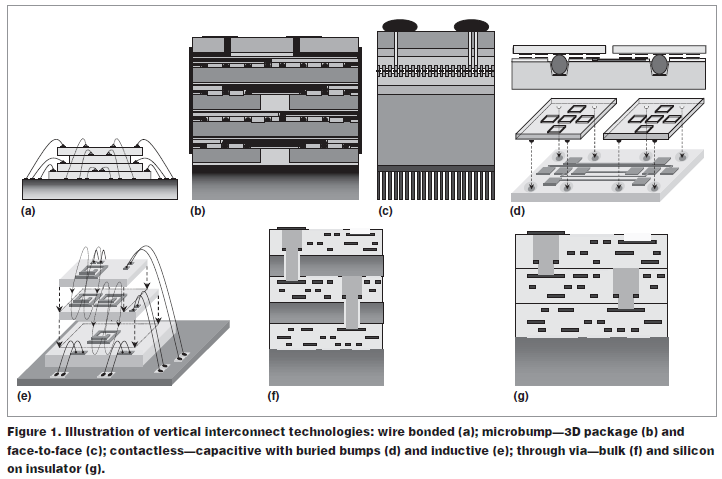 (a)
(b)
(c)
(d)
(e)
(f)
(g)
Figure 1. Illustration of vertical interconnect technologies: wire bonded (a); microbump—3D package (b) and
face-to-face (c); contactless—capacitive with buried bumps (d) and inductive (e); through via—bulk (f) and silicon
on insulator (g).